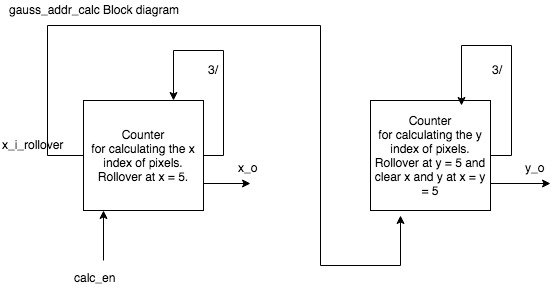 gauss_addr_calc Block diagram
3/
3/
x_i_rollover
Counter
for calculating the x
index of pixels.
Rollover at x = 5.
x_o
Counter
for calculating the y
index of pixels.
Rollover at y = 5 and
clear x and y at x = y
= 5
y_o
calc_en